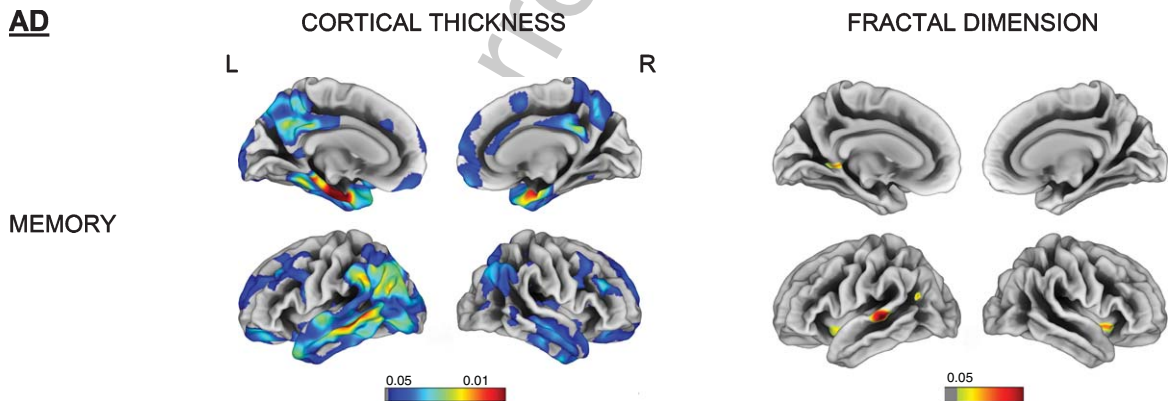 AD
CORTICAL THICKNESS
FRACTAL DIMENSION
L
R
MEMORY
0.05
0.01
0.05